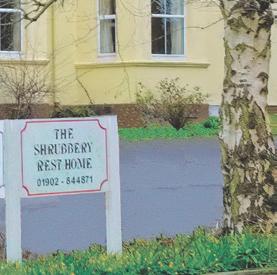 THE
SHRUBBERY
REST HOME
01902 - 844871